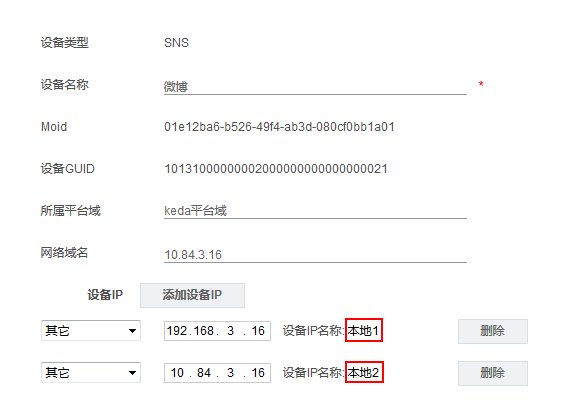 设备类型 SNS
设备名称 微博 *
Moid 01e12ba6-b526-49f4-ab3d-080cf0bb1a01
设备GUID 1013100000002000000000000000021
所属平台域 keda平台域
网络域名 10.84.3.16
设备IP 添加设备IP
其它 192.168. 3 . 16 设备IP名称:本地1 删除
其它 10 . 84 . 3 . 16 设备IP名称:本地2 删除